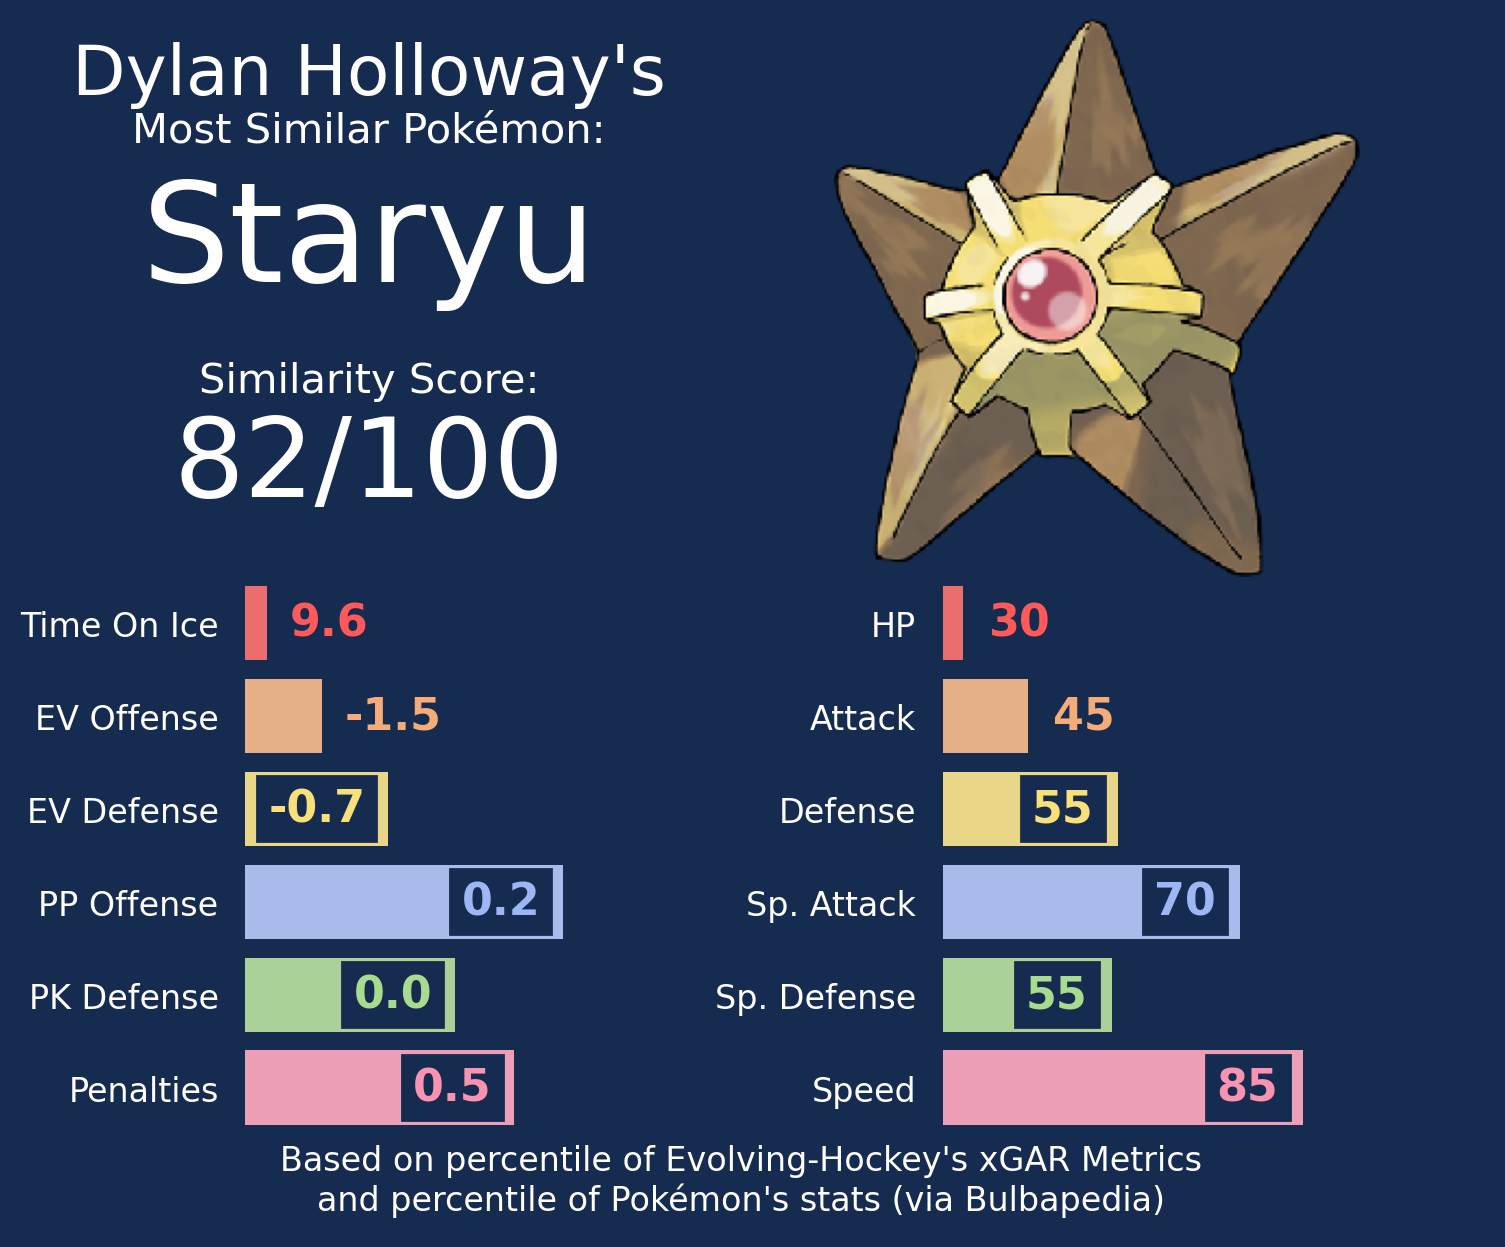 Dylan Holloway's
Most Similar Pokémon:
Staryu
Similarity Score:
82/100
Time On Ice 9.6
EV Offense -1.5
EV Defense -0.7
PP Offense 0.2
PK Defense 0.0
Penalties 0.5
HP 30
Attack 45
Defense 55
Sp. Attack 70
Sp. Defense 55
Speed 85
Based on percentile of Evolving-Hockey's xGAR Metrics
and percentile of Pokémon's stats (via Bulbapedia)